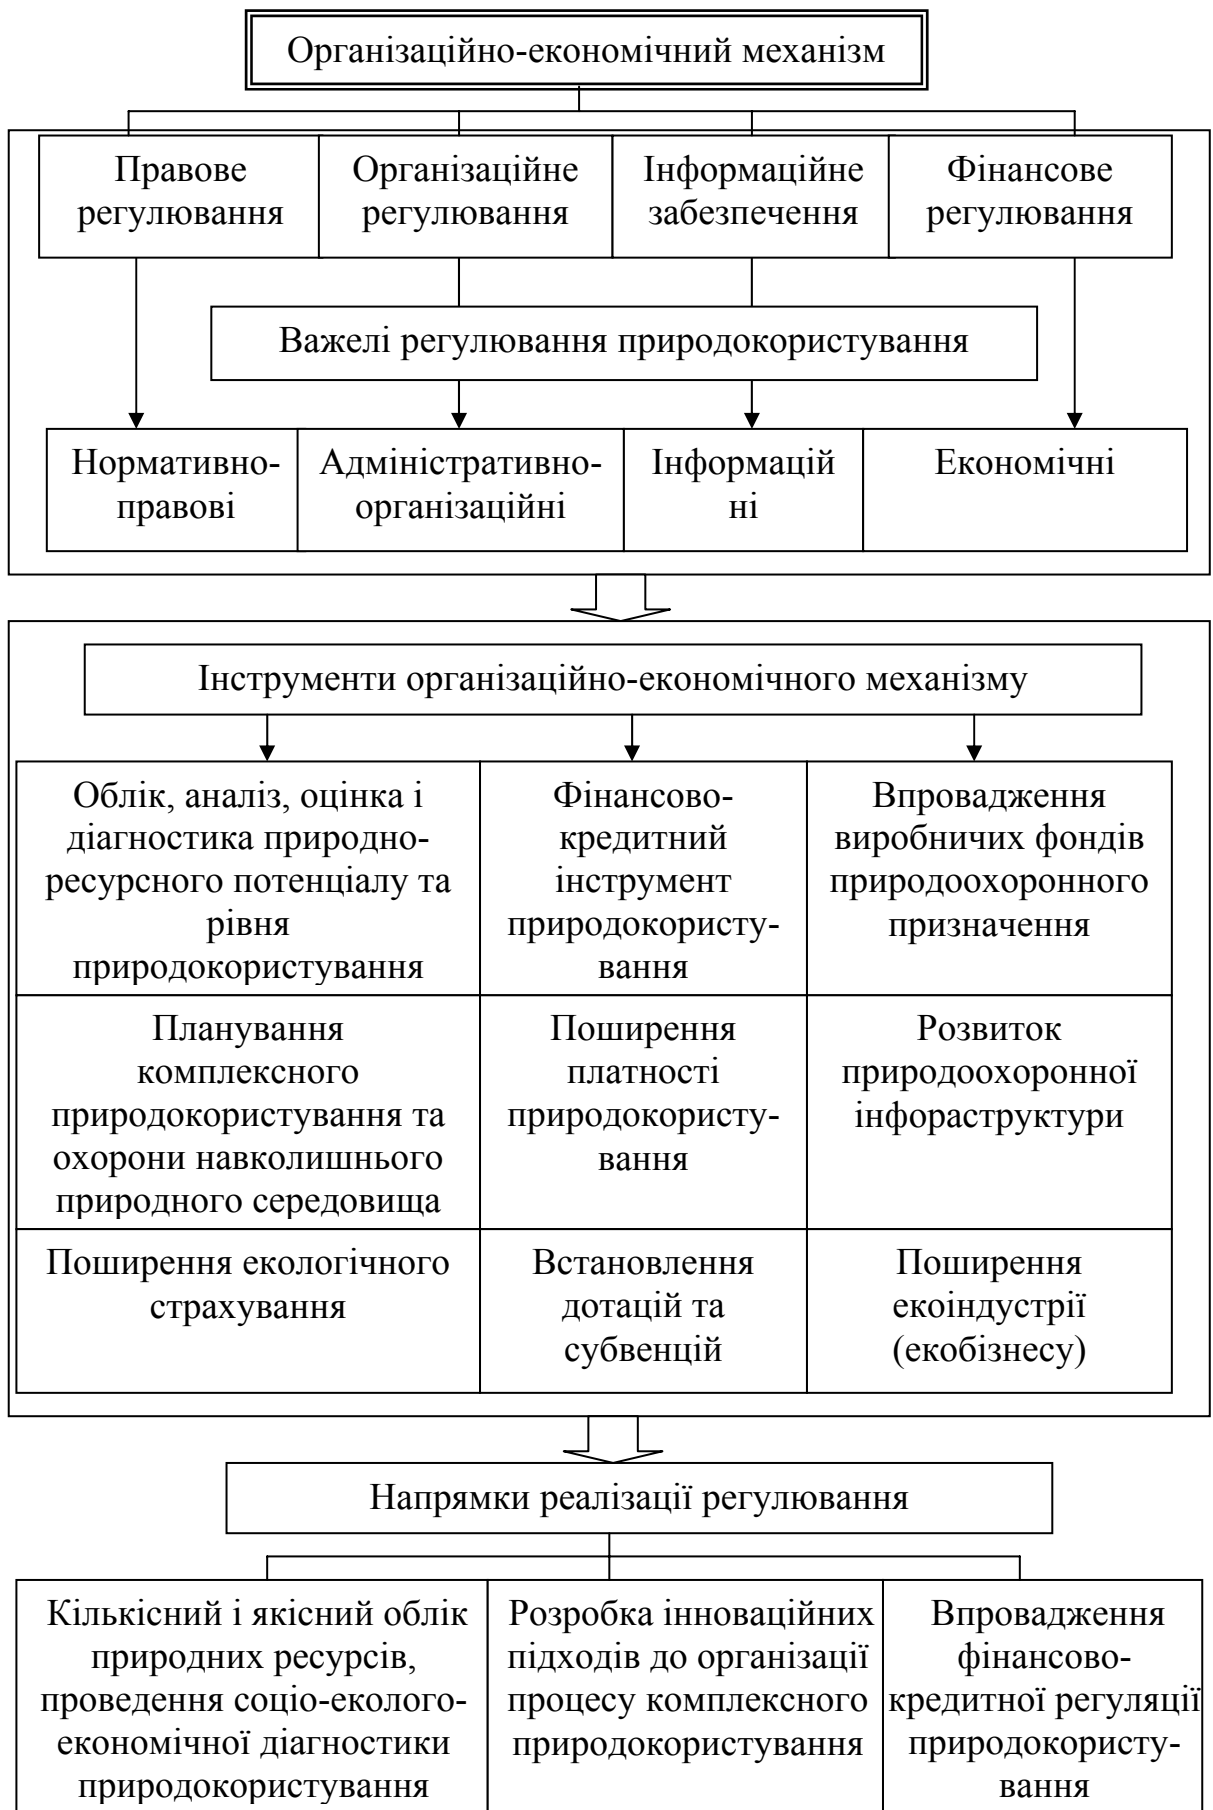 Організаційно-економічний механізм
Правове
регулювання
Організаційне
регулювання
Інформаційне
забезпечення
Фінансове
регулювання
Важелі регулювання природокористування
Нормативно-
правові
Адміністративно-
організаційні
Інформацій
ні
Економічні
Інструменти організаційно-економічного механізму
Облік, аналіз, оцінка і
діагностика природно-
ресурсного потенціалу та
рівня
природокористування
Фінансово-
кредитний
інструмент
природокористу-
вання
Впровадження
виробничих фондів
природоохоронного
призначення
Планування
комплексного
природокористування та
охорони навколишнього
природного середовища
Поширення
платності
природокористу-
вання
Розвиток
природоохоронної
інфораструктури
Поширення екологічного
страхування
Встановлення
дотацій та
субвенцій
Поширення
екоіндустрії
(екобізнесу)
Напрямки реалізації регулювання
Кількісний і якісний облік
природних ресурсів,
проведення соціо-еколого-
економічної діагностики
природокористування
Розробка інноваційних
підходів до організації
процесу комплексного
природокористування
Впровадження
фінансово-
кредитної регуляції
природокористу-
вання